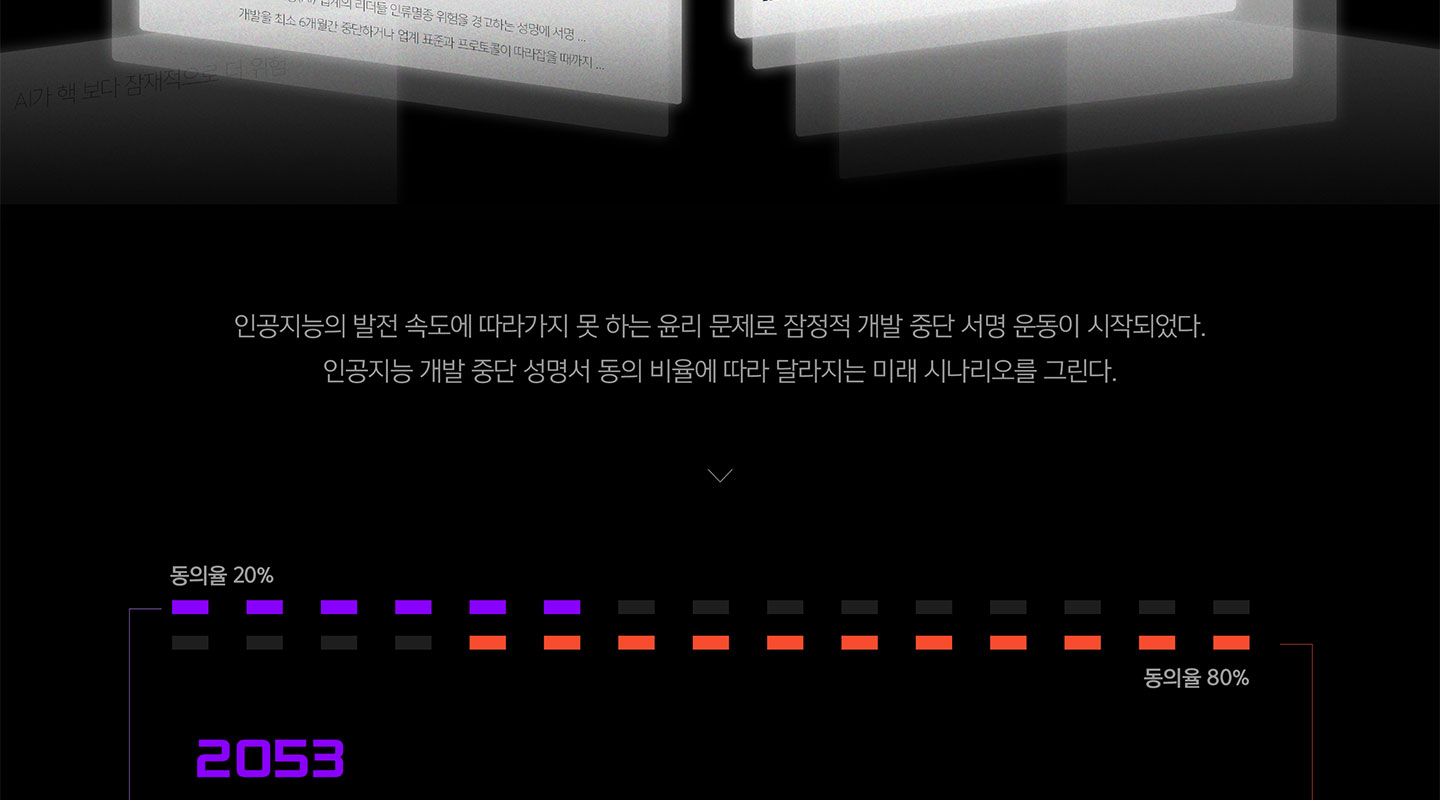 업계의 리더들 인류멸종 위험을 경고하는 성명에 서명 ...
개발을 최소 6개월간 중단하거나 업계 표준과 프로토콜이 따라잡을 때까지 ...
AI가 핵 보다 잠재적으로 더 위험
인공지능의 발전 속도에 따라가지 못 하는 윤리 문제로 잠정적 개발 중단 서명 운동이 시작되었다.
인공지능 개발 중단 성명서 동의 비율에 따라 달라지는 미래 시나리오를 그린다.
동의율 20%
동의율 80%
2053